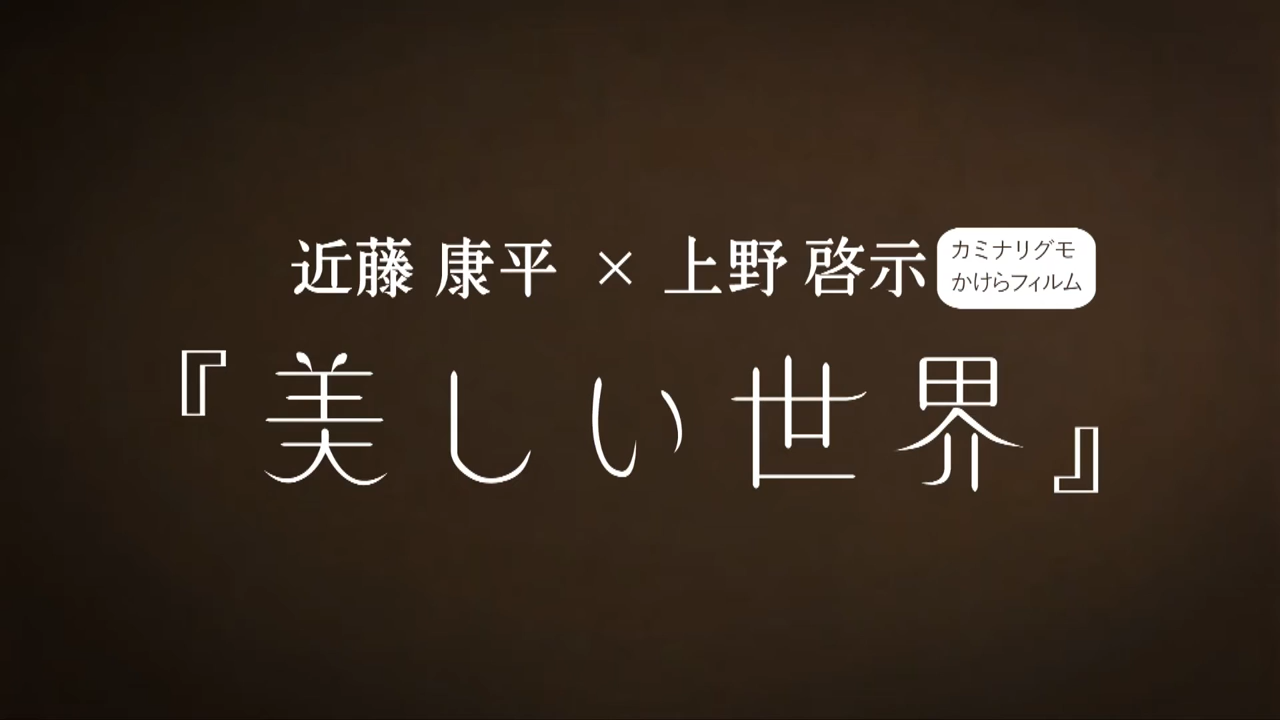 近藤 康平 × 上野 啓示
カミナリグモ
かけらフィルム
『美しい世界』